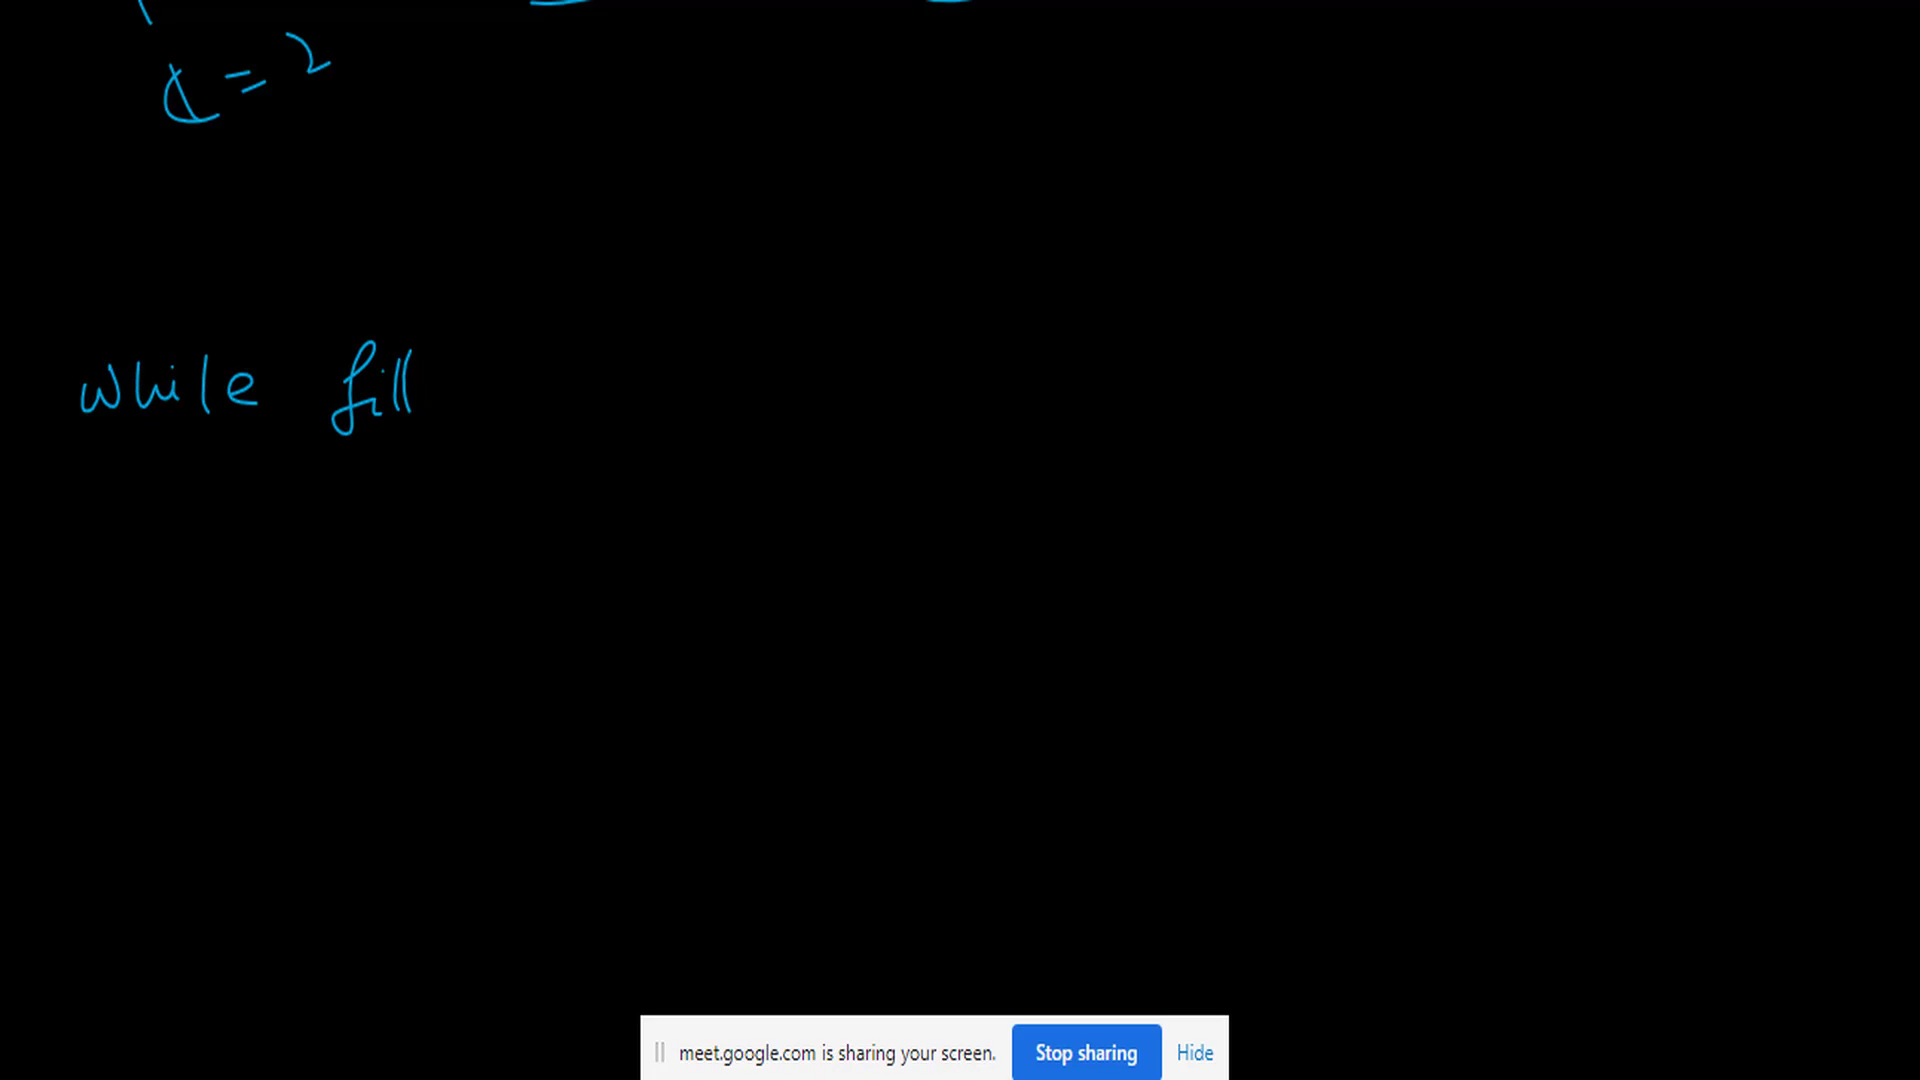 = 2
while fill
meet.google.com is sharing your screen. Stop sharing Hide